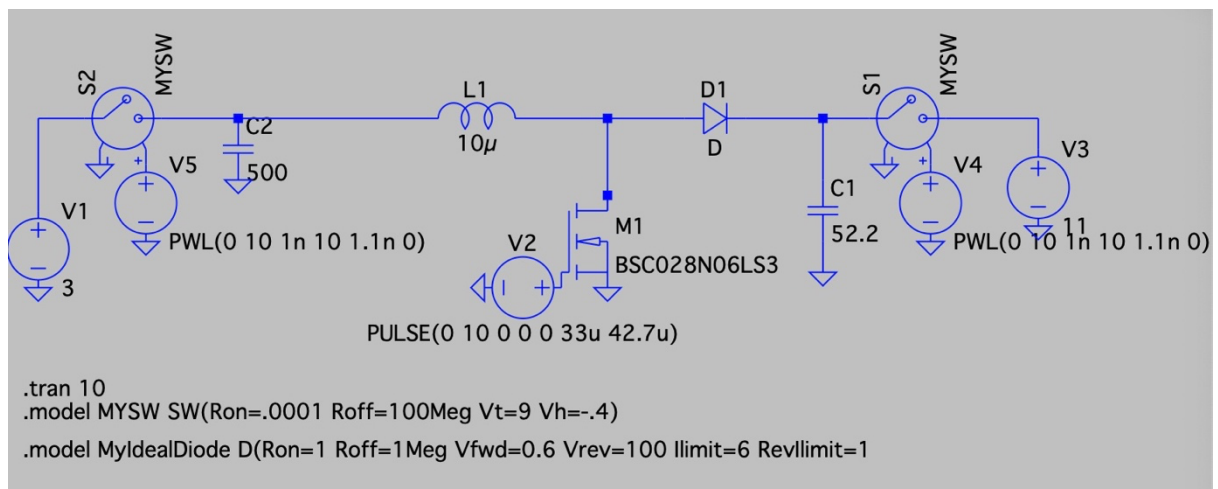 S2
MYSW
L1
10µ
D1
D
S1
MYSW
C2
500
V5
PWL(0 10 1n 10 1.1n 0)
V1
3
V2
PULSE(0 10 0 0 0 33u 42.7u)
M1
BSC028N06LS3
C1
52.2
V4
PWL(0 10 1n 10 1.1n 0)
V3
11
.tran 10
.model MYSW SW(Ron=.0001 Roff=100Meg Vt=9 Vh=-.4)
.model MyIdealDiode D(Ron=1 Roff=1Meg Vfwd=0.6 Vrev=100 Ilimit=6 RevIlimit=1